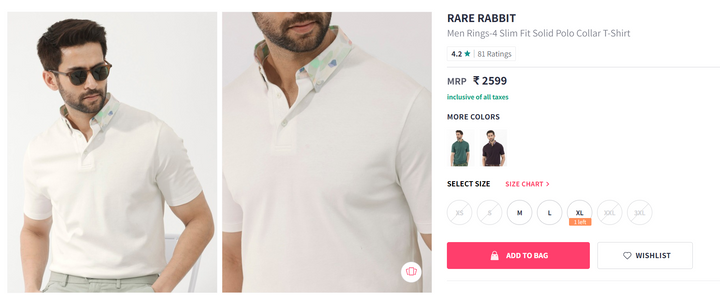 RARE RABBIT
Men Rings-4 Slim Fit Solid Polo Collar T-Shirt
4.2 ★ | 81 Ratings
MRP ₹ 2599
inclusive of all taxes
MORE COLORS
SELECT SIZE SIZE CHART >
XS S M L XL XXL 3XL
1 left
ADD TO BAG WISHLIST